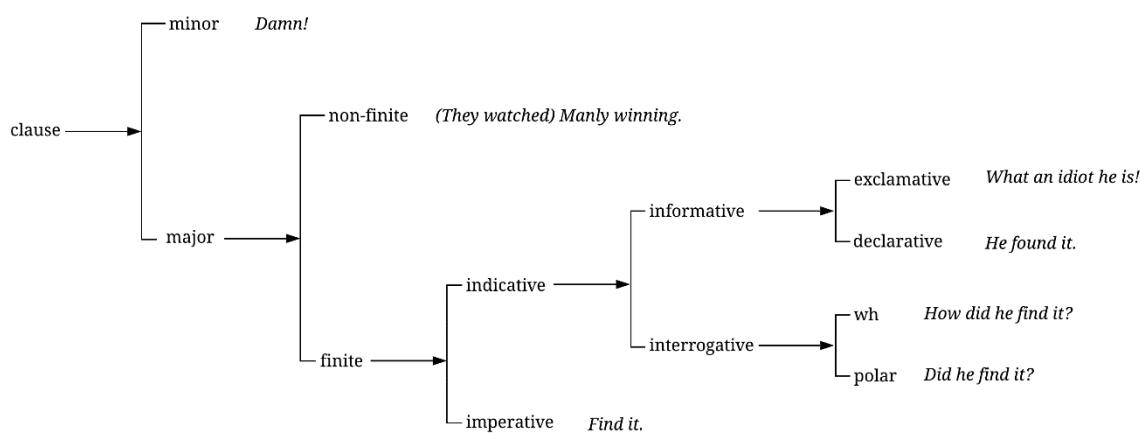 minor Damn!
non-finite (They watched) Manly winning.
clause
exclamative What an idiot he is!
informative
major
declarative He found it.
indicative
wh How did he find it?
interrogative
finite
polar Did he find it?
imperative Find it.